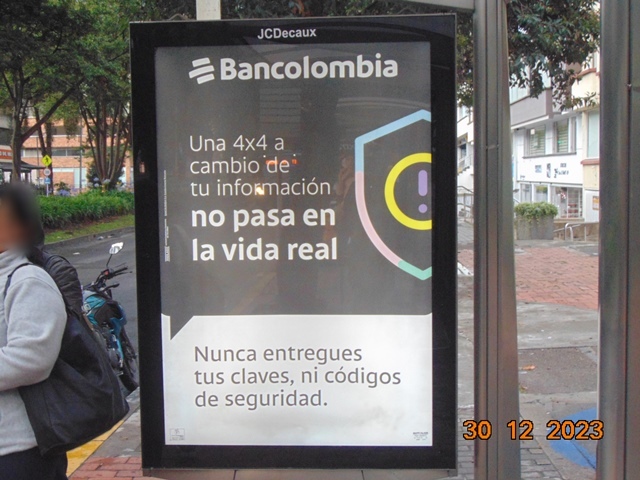 JCDecaux
Bancolombia
Una 4x4 a
cambio de
tu información
no pasa en
la vida real
Nunca entregues
tus claves, ni códigos
de seguridad.
30 12 2023